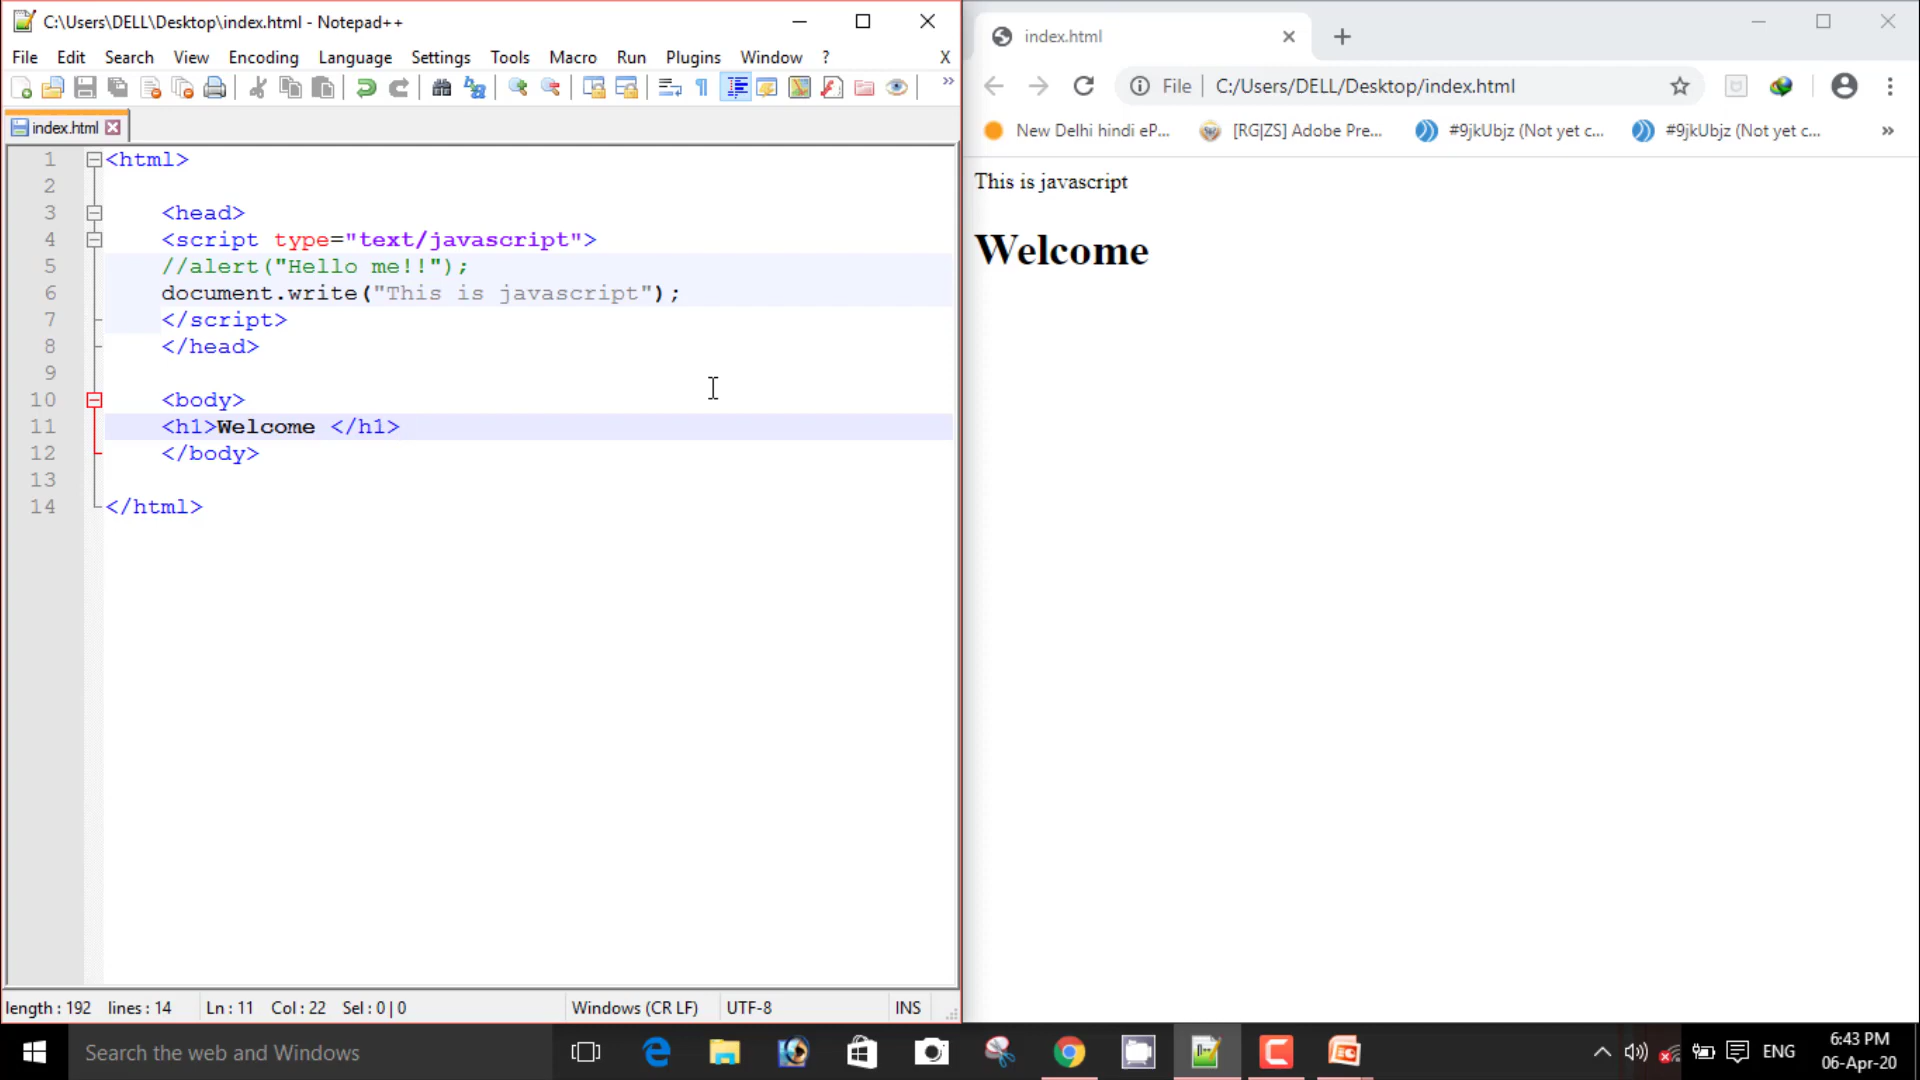 C:\Users\DELL\Desktop\index.html - Notepad++
File Edit Search View Encoding Language Settings Tools Macro Run Plugins Window ? X
index.html
1 <html>
2
3 <head>
4 <script type="text/javascript">
5 //alert("Hello me!!");
6 document.write("This is javascript");
7 </script>
8 </head>
9
10 <body>
11 <h1>Welcome </h1>
12 </body>
13
14 </html>
length : 192 lines : 14 Ln : 11 Col : 22 Sel : 0 | 0 Windows (CR LF) UTF-8 INS
index.html
File C:/Users/DELL/Desktop/index.html
New Delhi hindi eP... [RG|ZS] Adobe Pre... #9jkUbjz (Not yet c... #9jkUbjz (Not yet c... »
This is javascript
Welcome
Search the web and Windows
ENG
6:43 PM
06-Apr-20